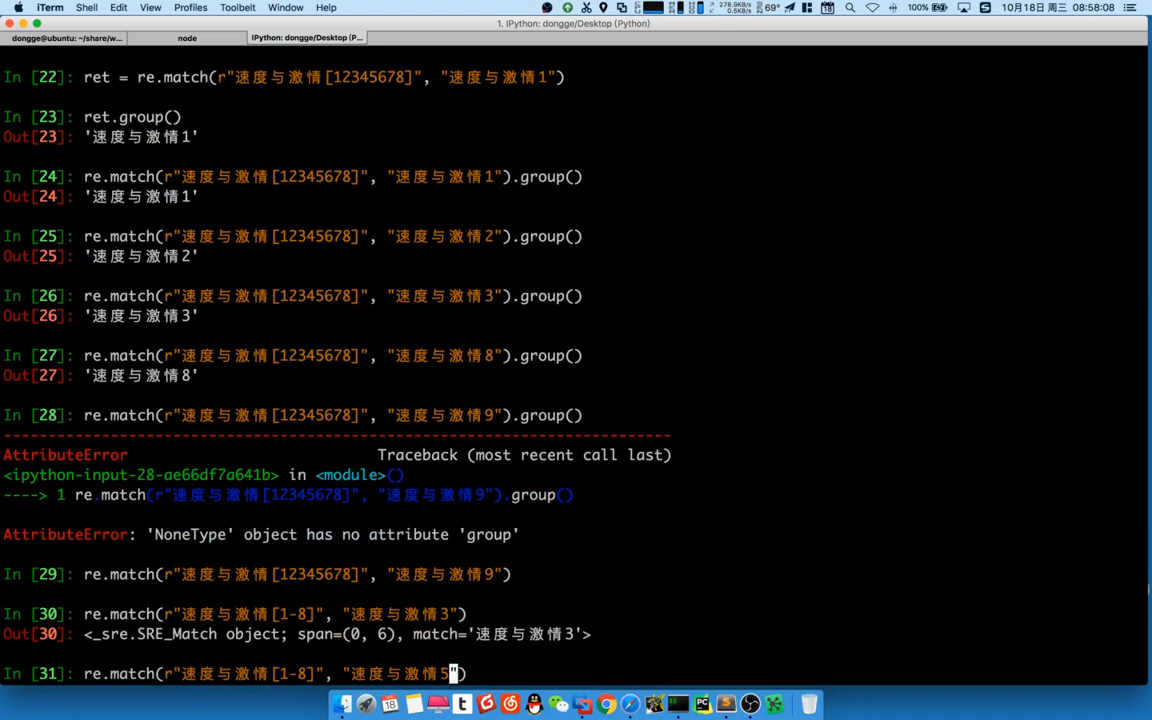 iTerm Shell Edit View Profiles Toolbelt Window Help 278.9KB/s 0.5KB/s 69° 100% 10月18日 周三 08:58:08
1. IPython: dongge/Desktop (Python)
dongge@ubuntu: ~/share/w... node IPython: dongge/Desktop (P...
In [22]: ret = re.match(r"速度与激情[12345678]", "速度与激情1")
In [23]: ret.group()
Out[23]: '速度与激情1'
In [24]: re.match(r"速度与激情[12345678]", "速度与激情1").group()
Out[24]: '速度与激情1'
In [25]: re.match(r"速度与激情[12345678]", "速度与激情2").group()
Out[25]: '速度与激情2'
In [26]: re.match(r"速度与激情[12345678]", "速度与激情3").group()
Out[26]: '速度与激情3'
In [27]: re.match(r"速度与激情[12345678]", "速度与激情8").group()
Out[27]: '速度与激情8'
In [28]: re.match(r"速度与激情[12345678]", "速度与激情9").group()
---------------------------------------------------------------------------
AttributeError Traceback (most recent call last)
<ipython-input-28-ae66df7a641b> in <module>()
----> 1 re.match(r"速度与激情[12345678]", "速度与激情9").group()
AttributeError: 'NoneType' object has no attribute 'group'
In [29]: re.match(r"速度与激情[12345678]", "速度与激情9")
In [30]: re.match(r"速度与激情[1-8]", "速度与激情3")
Out[30]: <_sre.SRE_Match object; span=(0, 6), match='速度与激情3'>
In [31]: re.match(r"速度与激情[1-8]", "速度与激情5")